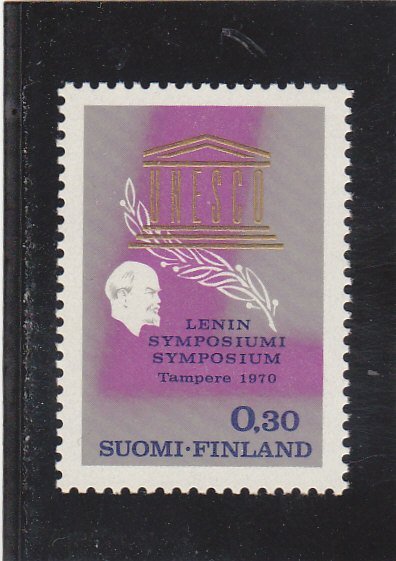 UNESCO
LENIN
SYMPOSIUMI
SYMPOSIUM
Tampere 1970
0,30
SUOMI·FINLAND